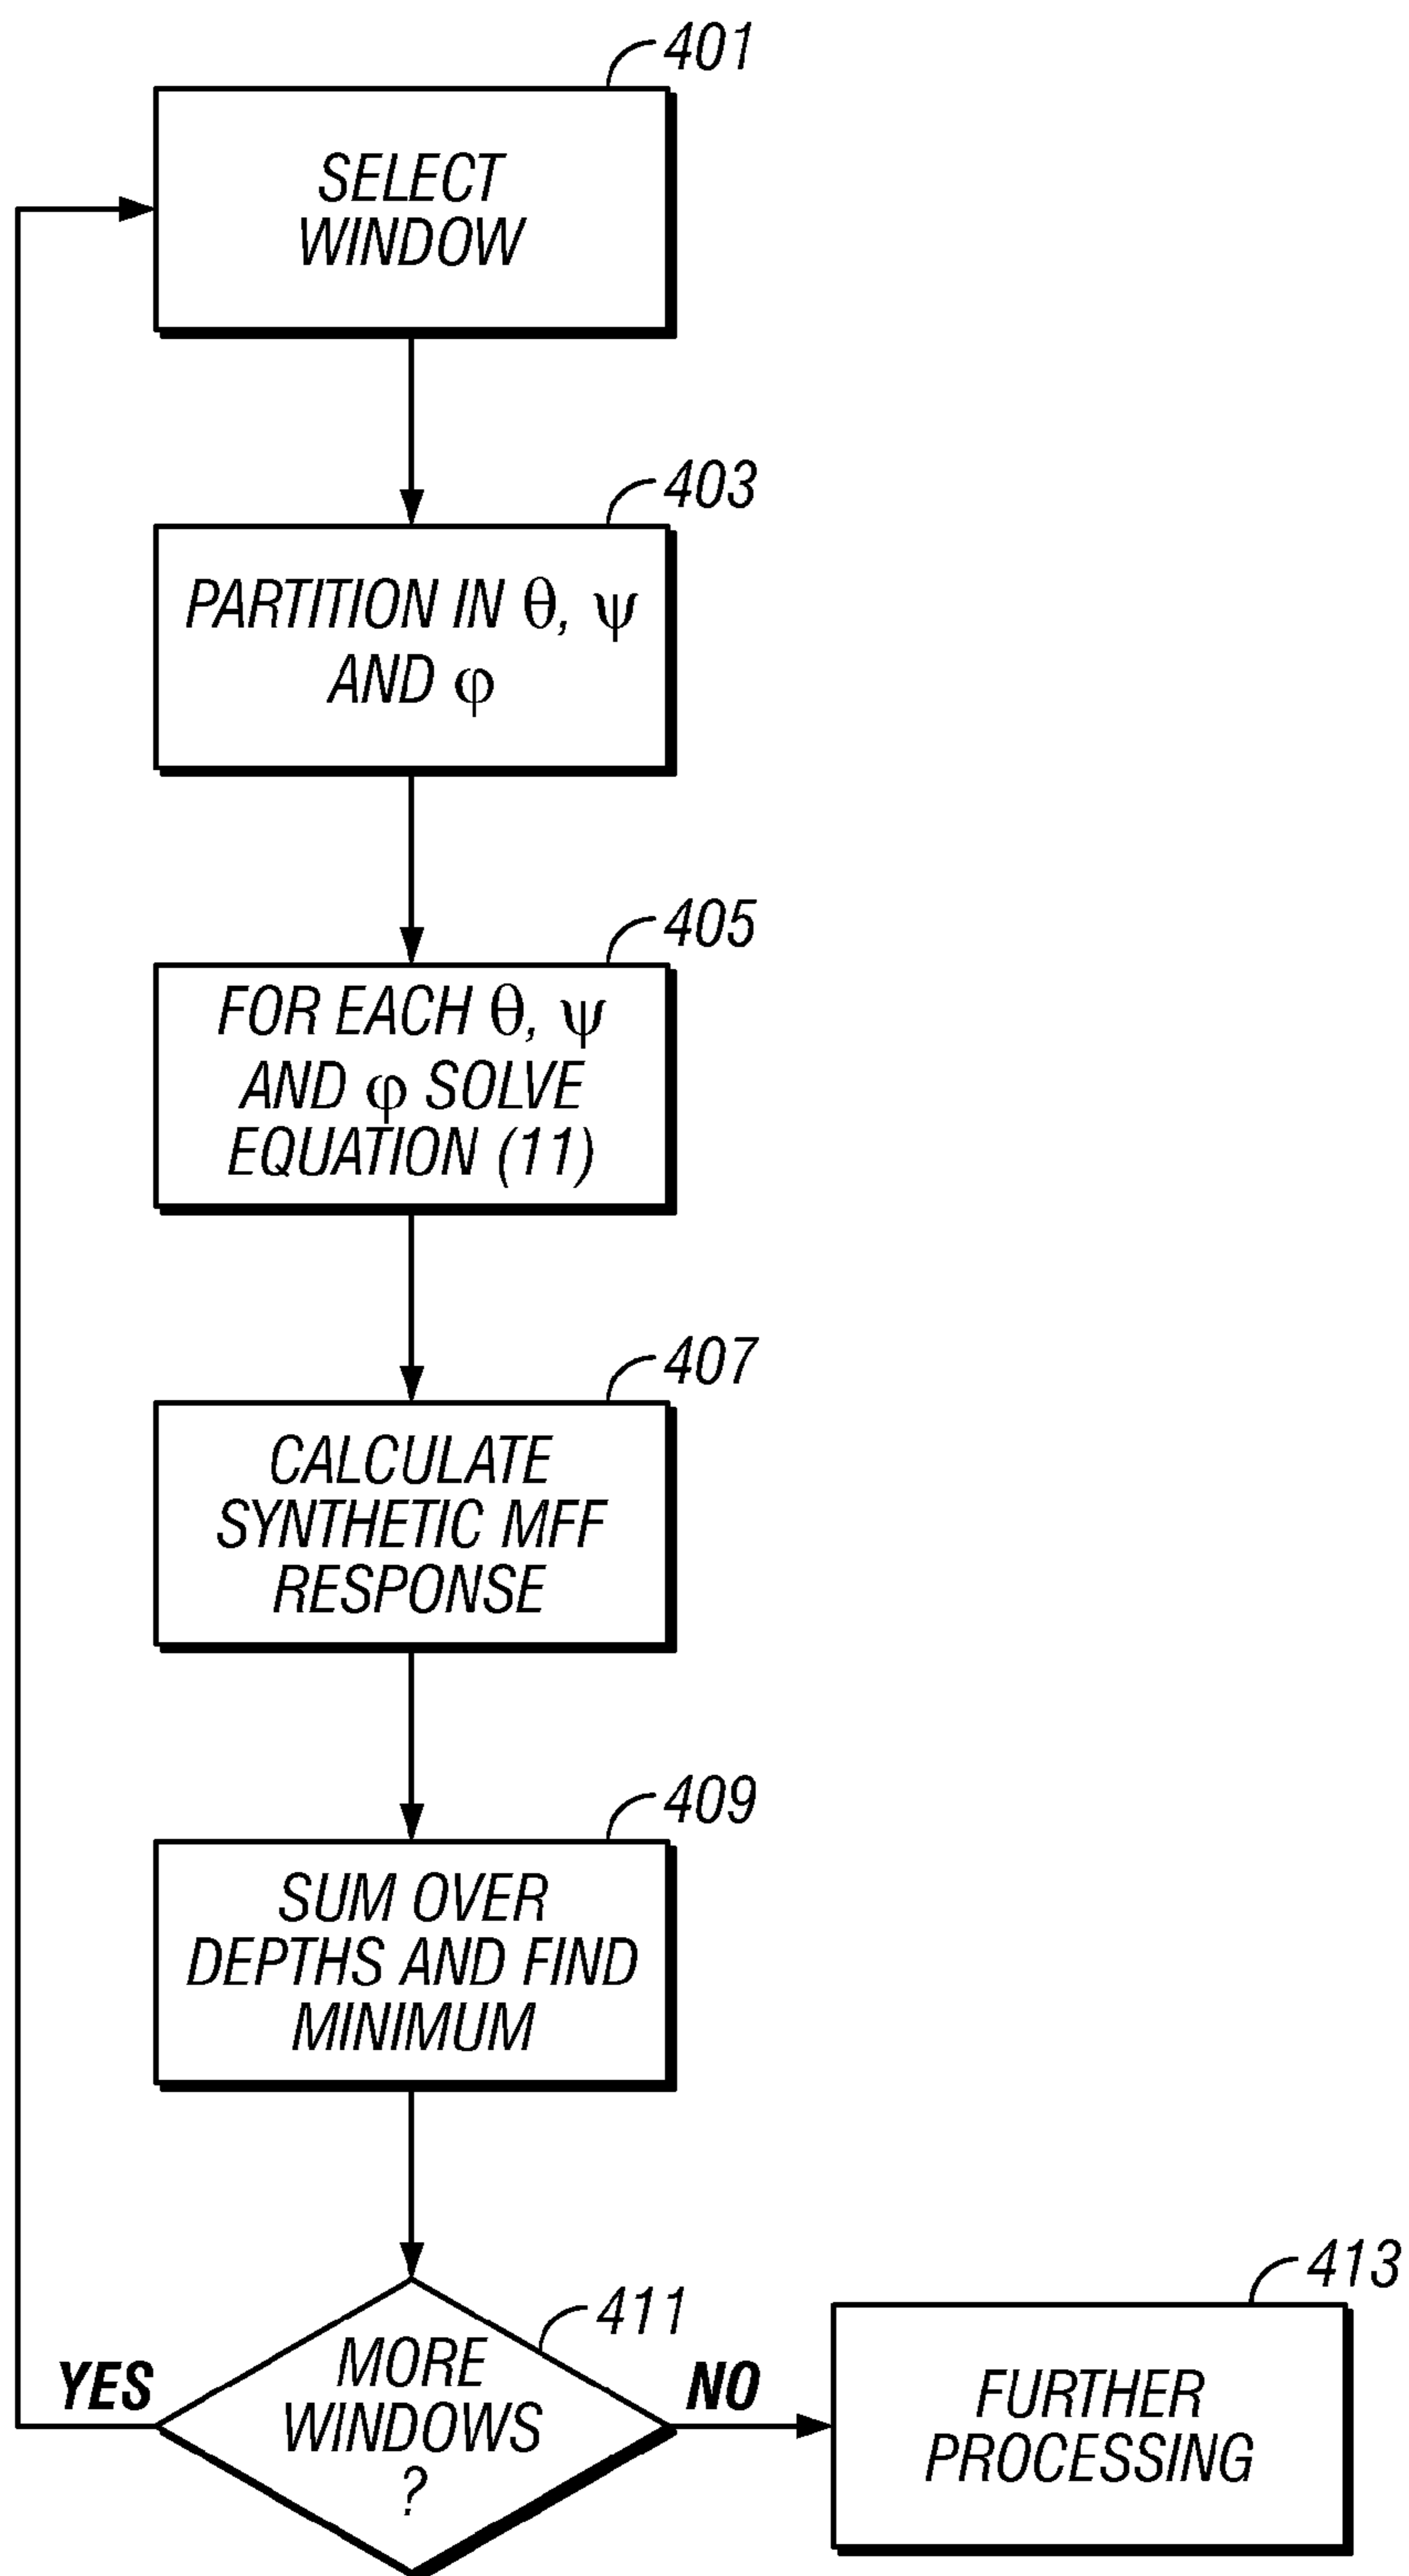 401
SELECT
WINDOW
403
PARTITION IN θ, ψ
AND φ
405
FOR EACH θ, ψ
AND φ SOLVE
EQUATION (11)
407
CALCULATE
SYNTHETIC MFF
RESPONSE
409
SUM OVER
DEPTHS AND FIND
MINIMUM
411
MORE
WINDOWS
?
YES
NO
413
FURTHER
PROCESSING